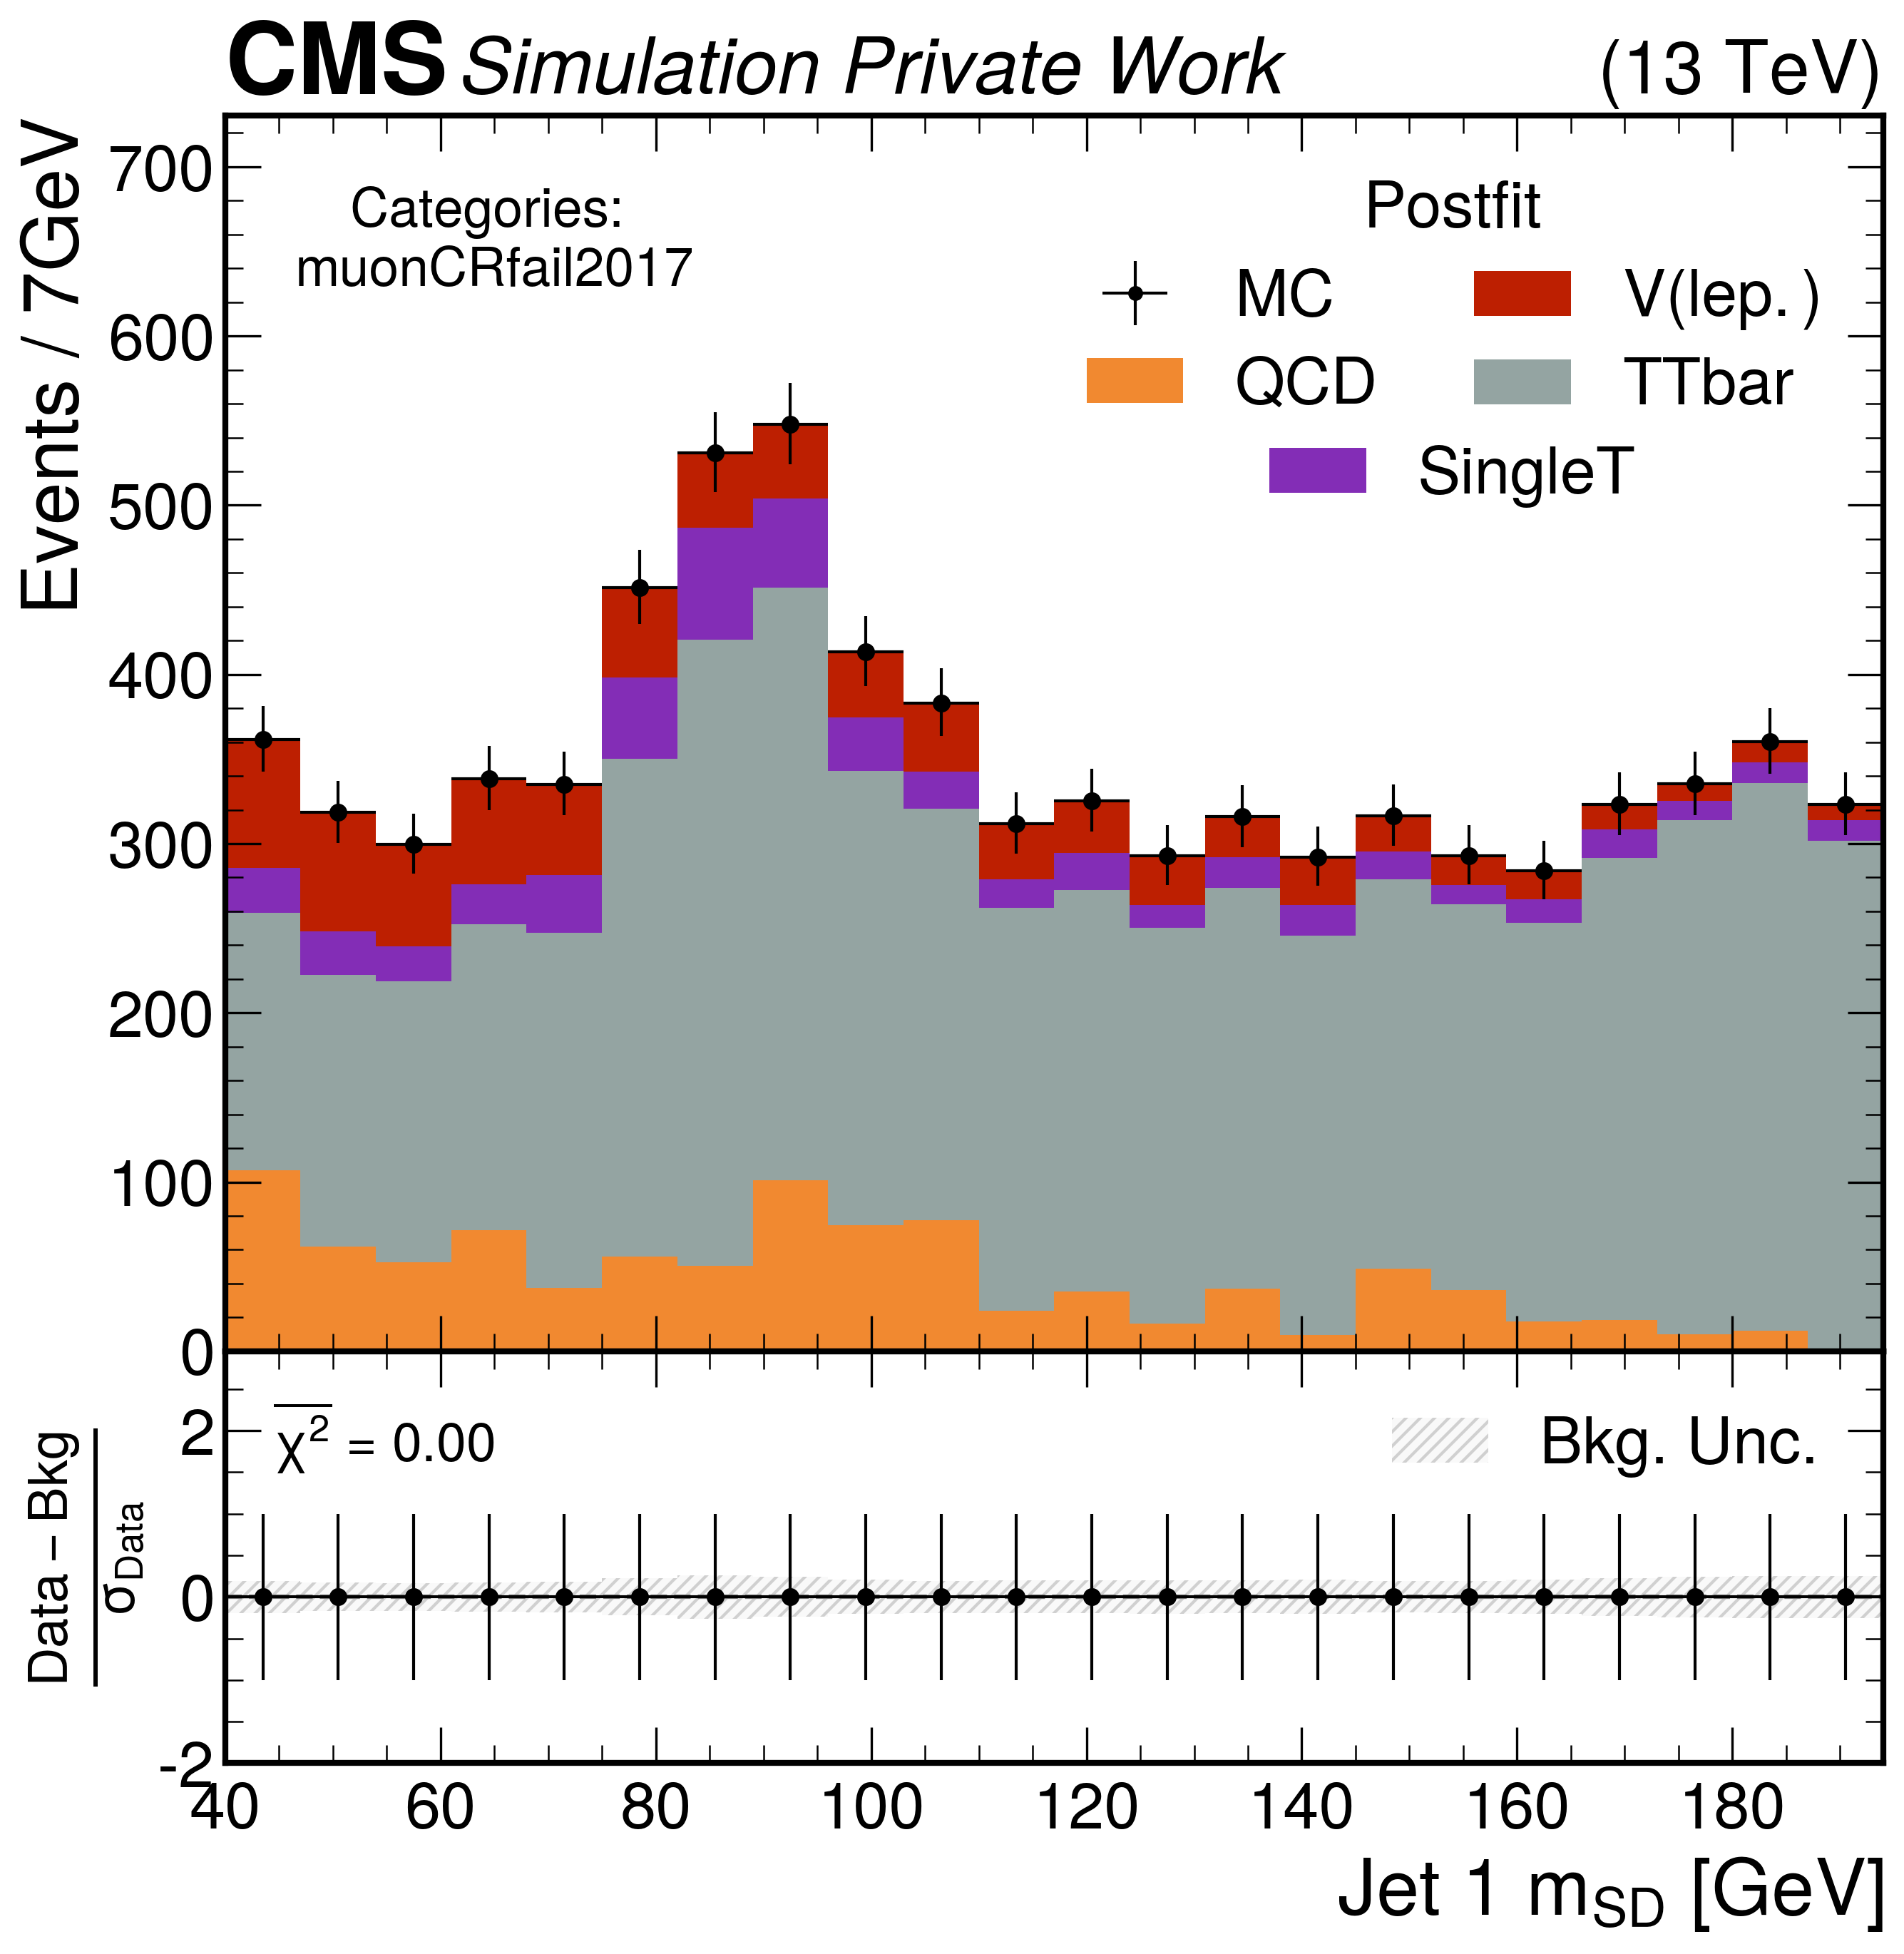 CMS Simulation Private Work (13 TeV)
Events / 7GeV
700
600
500
400
300
200
100
0
Categories:
muonCRfail2017
Postfit
MC V(lep.)
QCD TTbar
SingleT
Data − Bkg
σData
2
0
-2
χ2 = 0.00
Bkg. Unc.
40 60 80 100 120 140 160 180
Jet 1 mSD [GeV]